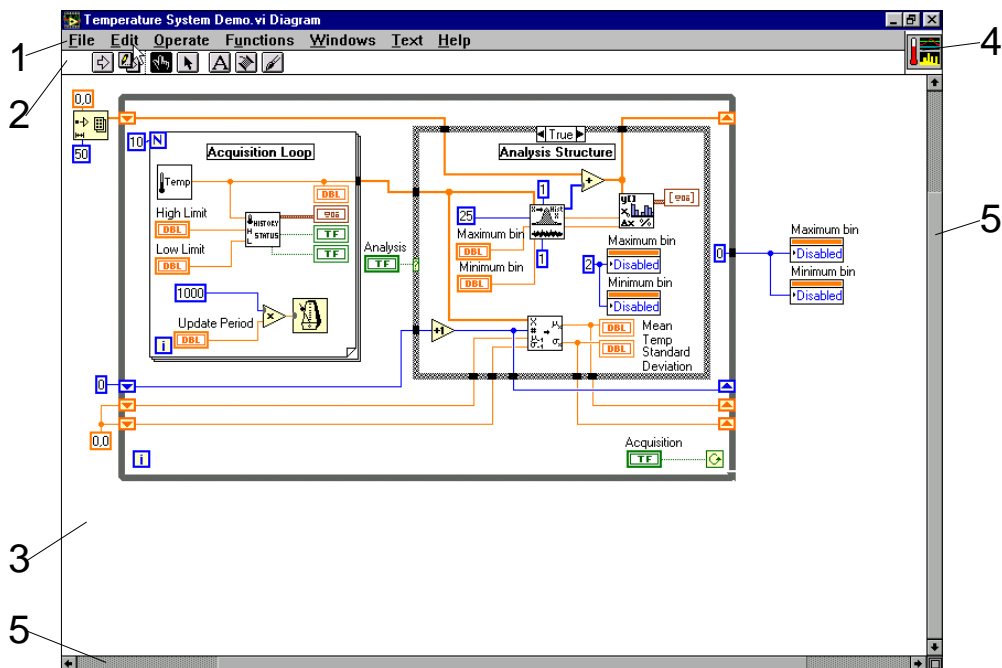 Temperature System Demo.vi Diagram
1
File Edit Operate Functions Windows Text Help
4
2
A
0,0
50
10 N
Acquisition Loop
True
Analysis Structure
Temp
DBL
High Limit
DBL
HISTORY
H STATUS
L
TF
TF
Low Limit
DBL
1000
Update Period
DBL
×
i
Analysis
TF
?
1
25
Maximum bin
DBL
Minimum bin
DBL
X Hist
X
1
+
y[]
X
Δx %
Maximum bin
Disabled
2
Minimum bin
Disabled
+1
X
#
DBL Mean
DBL Temp
Standard
Deviation
0
Maximum bin
Disabled
Minimum bin
Disabled
5
0
0,0
i
Acquisition
TF
3
5